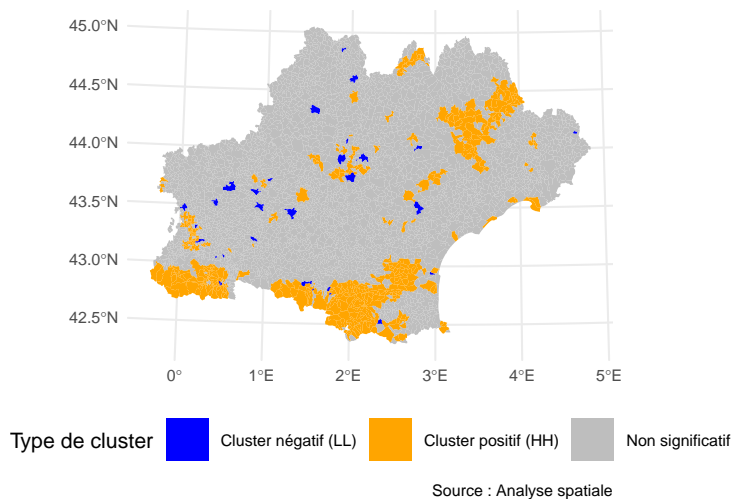 45.0°N
44.5°N
44.0°N
43.5°N
43.0°N
42.5°N
0° 1°E 2°E 3°E 4°E 5°E
Type de cluster Cluster négatif (LL) Cluster positif (HH) Non significatif
Source : Analyse spatiale